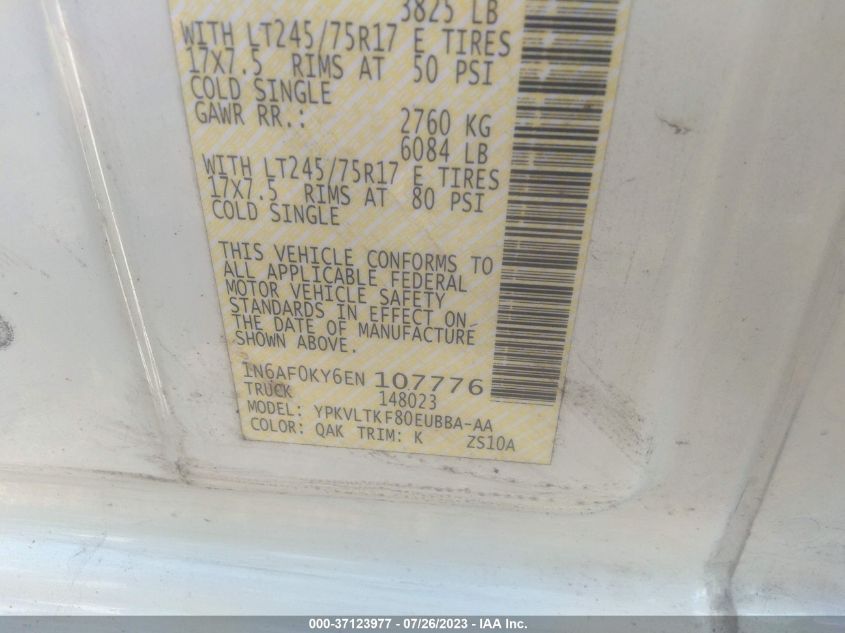 3825 LB
WITH LT245/75R17 E TIRES
17X7.5 RIMS AT 50 PSI
COLD SINGLE
GAWR RR.: 2760 KG
6084 LB
WITH LT245/75R17 E TIRES
17X7.5 RIMS AT 80 PSI
COLD SINGLE
THIS VEHICLE CONFORMS TO
ALL APPLICABLE FEDERAL
MOTOR VEHICLE SAFETY
STANDARDS IN EFFECT ON
THE DATE OF MANUFACTURE
SHOWN ABOVE.
1N6AF0KY6EN 107776
TRUCK 148023
MODEL: YPKVLTKF80EUBBA-AA
COLOR: QAK TRIM: K ZS10A
000-37123977 - 07/26/2023 - IAA Inc.